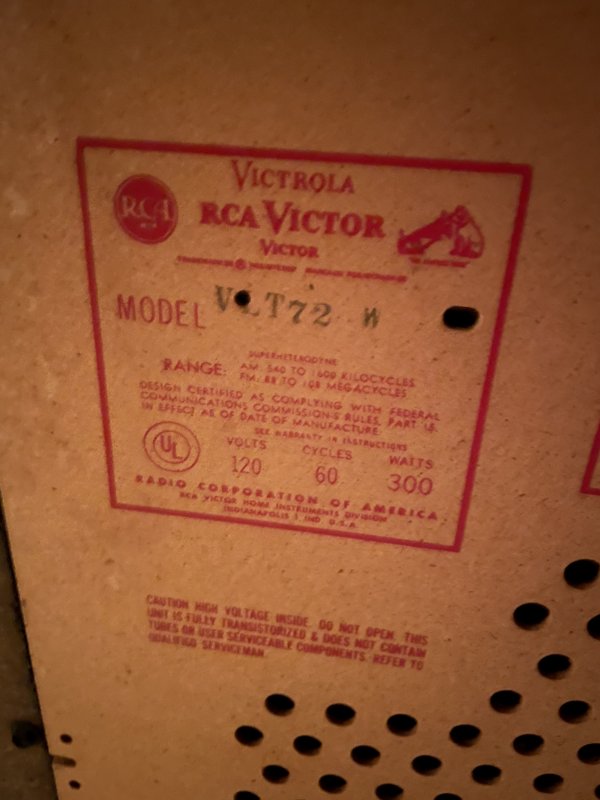 VICTROLA
RCA
RCA VICTOR
VICTOR
MODEL VLT72 W
SUPERHETERODYNE
RANGE: AM: 540 TO 1600 KILOCYCLES
FM: 88 TO 108 MEGACYCLES
DESIGN CERTIFIED AS COMPLYING WITH FEDERAL
COMMUNICATIONS COMMISSION'S RULES, PART 15,
IN EFFECT AS OF DATE OF MANUFACTURE.
SEE WARRANTY IN INSTRUCTIONS
UL
VOLTS CYCLES WATTS
120 60 300
RADIO CORPORATION OF AMERICA
RCA VICTOR HOME INSTRUMENTS DIVISION
INDIANAPOLIS 1, IND. U.S.A.
CAUTION HIGH VOLTAGE INSIDE. DO NOT OPEN. THIS
UNIT IS FULLY TRANSISTORIZED & DOES NOT CONTAIN
TUBES OR USER SERVICEABLE COMPONENTS. REFER TO
QUALIFIED SERVICEMAN.